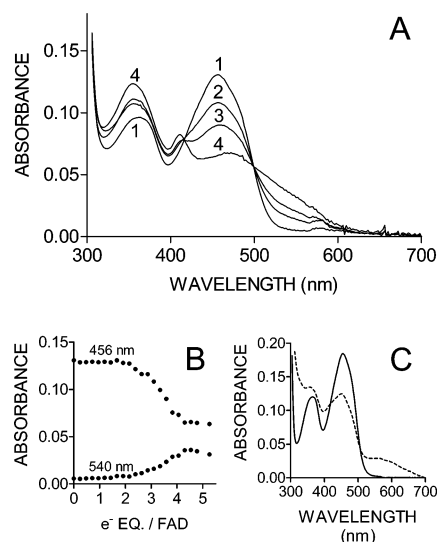 A
ABSORBANCE
0.15
0.10
0.05
0.00
4
1
1
2
3
4
300 400 500 600 700
WAVELENGTH (nm)
B
ABSORBANCE
0.15
0.10
0.05
0.00
456 nm
540 nm
0 1 2 3 4 5
e⁻ EQ. / FAD
C
ABSORBANCE
0.20
0.15
0.10
0.05
0.00
300 400 500 600 700
WAVELENGTH
(nm)